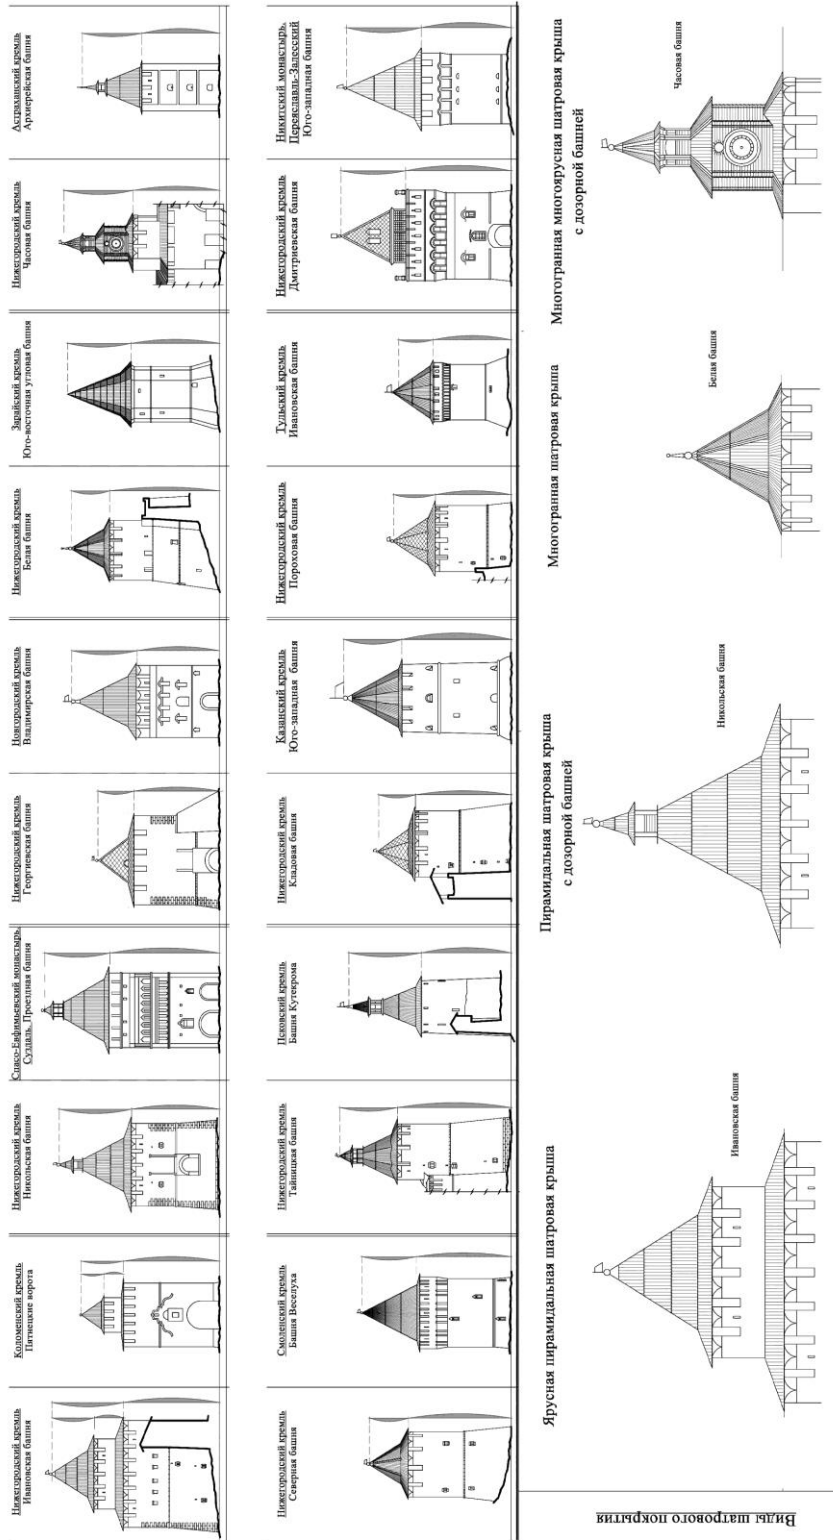 Нижегородский кремль
Ивановская башня
Коломенский кремль
Пятнецкие ворота
Нижегородский кремль
Никольская башня
Спасо-Евфимьевский монастырь,
Суздаль, Проездная башня
Нижегородский кремль
Георгиевская башня
Новгородский кремль
Владимирская башня
Нижегородский кремль
Белая башня
Зарайский кремль
Юго-восточная угловая башня
Нижегородский кремль
Часовая башня
Астраханский кремль
Архиерейская башня
Нижегородский кремль
Северная башня
Смоленский кремль
Башня Веселуха
Нижегородский кремль
Тайницкая башня
Псковский кремль
Башня Кутекрома
Нижегородский кремль
Кладовая башня
Казанский кремль
Юго-западная башня
Нижегородский кремль
Пороховая башня
Тульский кремль
Ивановская башня
Нижегородский кремль
Дмитриевская башня
Никитский монастырь,
Переяславль-Залесский
Юго-западная башня
Виды шатрового покрытия
Ярусная пирамидальная шатровая крыша
Ивановская башня
Пирамидальная шатровая крыша
с дозорной башней
Никольская башня
Многогранная шатровая крыша
Белая башня
Многогранная многоярусная шатровая крыша
с дозорной башней
Часовая башня